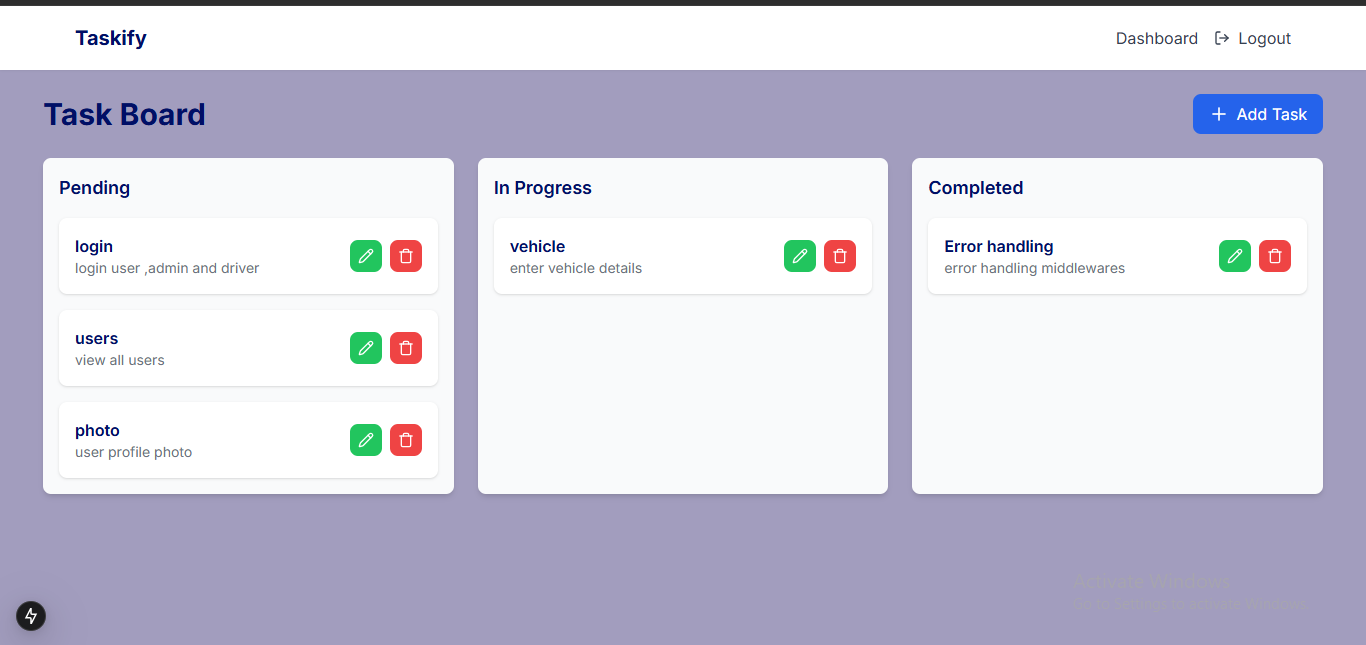 Taskify
Dashboard
Logout
Task Board
Add Task
Pending
login
login user ,admin and driver
users
view all users
photo
user profile photo
In Progress
vehicle
enter vehicle details
Completed
Error handling
error handling middlewares
Activate Windows
Go to Settings to activate Windows.